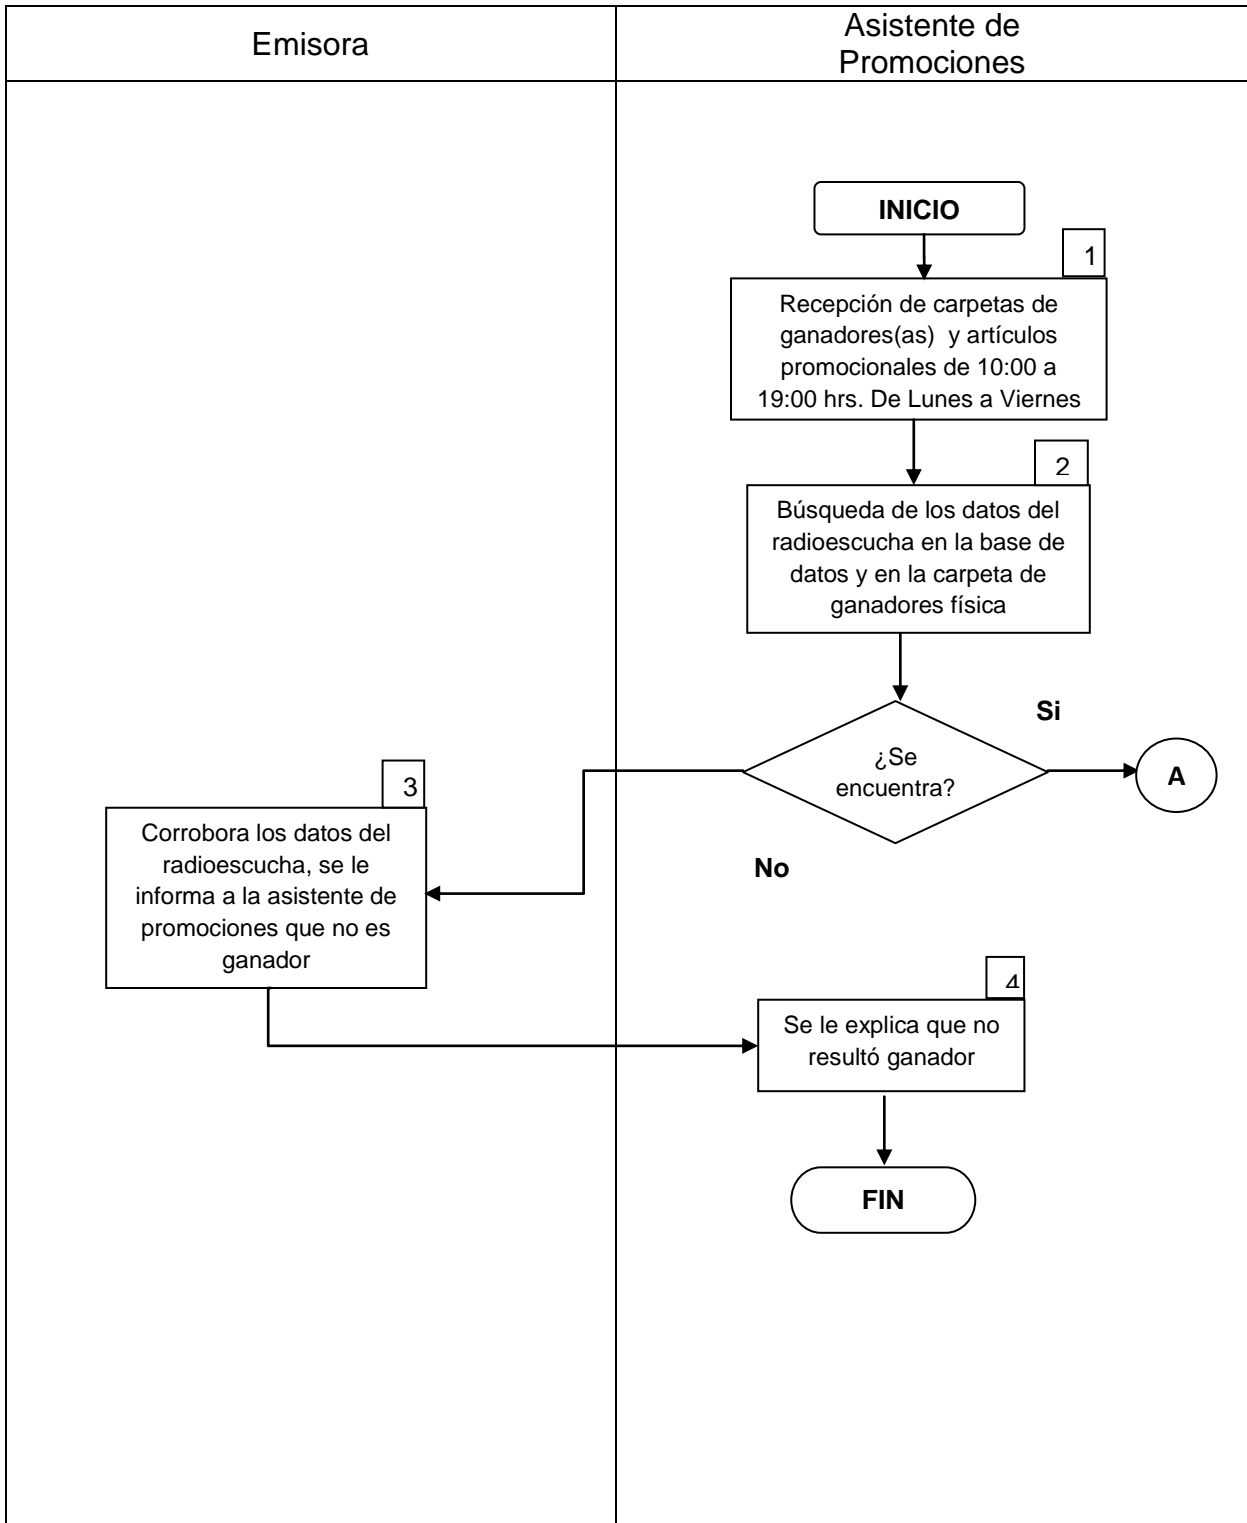 Emisora
Asistente de
Promociones
INICIO
1
Recepción de carpetas de
ganadores(as) y artículos
promocionales de 10:00 a
19:00 hrs. De Lunes a Viernes
2
Búsqueda de los datos del
radioescucha en la base de
datos y en la carpeta de
ganadores física
Si
¿Se
encuentra?
A
No
3
Corrobora los datos del
radioescucha, se le
informa a la asistente de
promociones que no es
ganador
4
Se le explica que no
resultó ganador
FIN